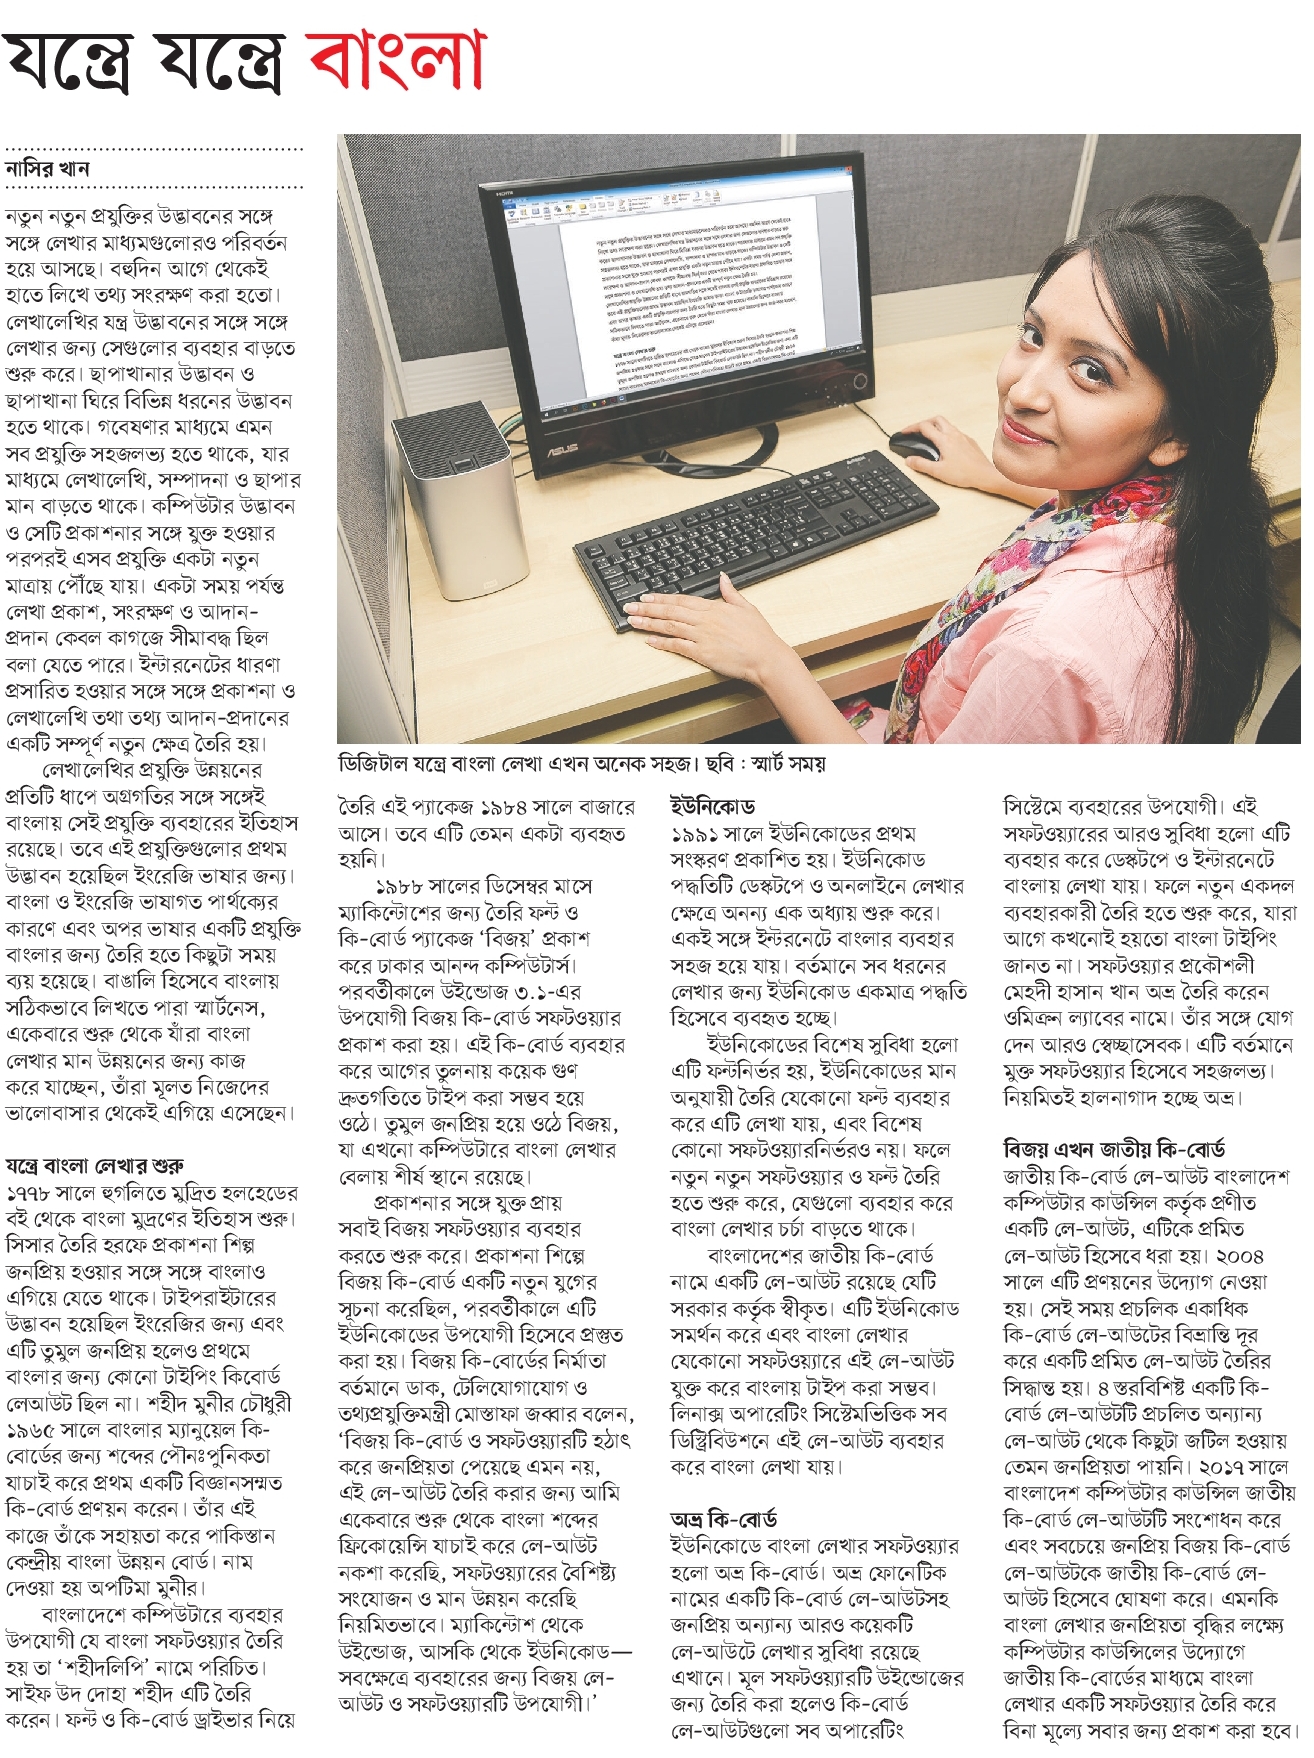 যন্ত্রে যন্ত্রে বাংলা
নাসির খান
নতুন নতুন প্রযুক্তির উদ্ভাবনের সঙ্গে
সঙ্গে লেখার মাধ্যমগুলোরও পরিবর্তন
হয়ে আসছে। বহুদিন আগে থেকেই
হাতে লিখে তথ্য সংরক্ষণ করা হতো।
লেখালেখির যন্ত্র উদ্ভাবনের সঙ্গে সঙ্গে
লেখার জন্য সেগুলোর ব্যবহার বাড়তে
শুরু করে। ছাপাখানার উদ্ভাবন ও
ছাপাখানা ঘিরে বিভিন্ন ধরনের উদ্ভাবন
হতে থাকে। গবেষণার মাধ্যমে এমন
সব প্রযুক্তি সহজলভ্য হতে থাকে, যার
মাধ্যমে লেখালেখি, সম্পাদনা ও ছাপার
মান বাড়তে থাকে। কম্পিউটার উদ্ভাবন
ও সেটি প্রকাশনার সঙ্গে যুক্ত হওয়ার
পরপরই এসব প্রযুক্তি একটা নতুন
মাত্রায় পৌঁছে যায়। একটা সময় পর্যন্ত
লেখা প্রকাশ, সংরক্ষণ ও আদান-
প্রদান কেবল কাগজে সীমাবদ্ধ ছিল
বলা যেতে পারে। ইন্টারনেটের ধারণা
প্রসারিত হওয়ার সঙ্গে সঙ্গে প্রকাশনা ও
লেখালেখি তথা তথ্য আদান-প্রদানের
একটি সম্পূর্ণ নতুন ক্ষেত্র তৈরি হয়।
লেখালেখির প্রযুক্তি উন্নয়নের
প্রতিটি ধাপে অগ্রগতির সঙ্গে সঙ্গেই
বাংলায় সেই প্রযুক্তি ব্যবহারের ইতিহাস
রয়েছে। তবে এই প্রযুক্তিগুলোর প্রথম
উদ্ভাবন হয়েছিল ইংরেজি ভাষার জন্য।
বাংলা ও ইংরেজি ভাষাগত পার্থক্যের
কারণে এবং অপর ভাষার একটি প্রযুক্তি
বাংলার জন্য তৈরি হতে কিছুটা সময়
ব্যয় হয়েছে। বাঙালি হিসেবে বাংলায়
সঠিকভাবে লিখতে পারা স্মার্টনেস,
একেবারে শুরু থেকে যাঁরা বাংলা
লেখার মান উন্নয়নের জন্য কাজ
করে যাচ্ছেন, তাঁরা মূলত নিজেদের
ভালোবাসার থেকেই এগিয়ে এসেছেন।
যন্ত্রে বাংলা লেখার শুরু
১৭৭৮ সালে হুগলিতে মুদ্রিত হলহেডের
বই থেকে বাংলা মুদ্রণের ইতিহাস শুরু।
সিসার তৈরি হরফে প্রকাশনা শিল্প
জনপ্রিয় হওয়ার সঙ্গে সঙ্গে বাংলাও
এগিয়ে যেতে থাকে। টাইপরাইটারের
উদ্ভাবন হয়েছিল ইংরেজির জন্য এবং
এটি তুমুল জনপ্রিয় হলেও প্রথমে
বাংলার জন্য কোনো টাইপিং কিবোর্ড
লেআউট ছিল না। শহীদ মুনীর চৌধুরী
১৯৬৫ সালে বাংলার ম্যানুয়েল কি-
বোর্ডের জন্য শব্দের পৌনঃপুনিকতা
যাচাই করে প্রথম একটি বিজ্ঞানসম্মত
কি-বোর্ড প্রণয়ন করেন। তাঁর এই
কাজে তাঁকে সহায়তা করে পাকিস্তান
কেন্দ্রীয় বাংলা উন্নয়ন বোর্ড। নাম
দেওয়া হয় অপটিমা মুনীর।
বাংলাদেশে কম্পিউটারে ব্যবহার
উপযোগী যে বাংলা সফটওয়্যার তৈরি
হয় তা ‘শহীদলিপি’ নামে পরিচিত।
সাইফ উদ দোহা শহীদ এটি তৈরি
করেন। ফন্ট ও কি-বোর্ড ড্রাইভার নিয়ে
ASUS
ডিজিটাল যন্ত্রে বাংলা লেখা এখন অনেক সহজ। ছবি : স্মার্ট সময়
তৈরি এই প্যাকেজ ১৯৮৪ সালে বাজারে
আসে। তবে এটি তেমন একটা ব্যবহৃত
হয়নি।
১৯৮৮ সালের ডিসেম্বর মাসে
ম্যাকিন্টোশের জন্য তৈরি ফন্ট ও
কি-বোর্ড প্যাকেজ ‘বিজয়’ প্রকাশ
করে ঢাকার আনন্দ কম্পিউটার্স।
পরবর্তীকালে উইন্ডোজ ৩.১-এর
উপযোগী বিজয় কি-বোর্ড সফটওয়্যার
প্রকাশ করা হয়। এই কি-বোর্ড ব্যবহার
করে আগের তুলনায় কয়েক গুণ
দ্রুতগতিতে টাইপ করা সম্ভব হয়ে
ওঠে। তুমুল জনপ্রিয় হয়ে ওঠে বিজয়,
যা এখনো কম্পিউটারে বাংলা লেখার
বেলায় শীর্ষ স্থানে রয়েছে।
প্রকাশনার সঙ্গে যুক্ত প্রায়
সবাই বিজয় সফটওয়্যার ব্যবহার
করতে শুরু করে। প্রকাশনা শিল্পে
বিজয় কি-বোর্ড একটি নতুন যুগের
সূচনা করেছিল, পরবর্তীকালে এটি
ইউনিকোডের উপযোগী হিসেবে প্রস্তুত
করা হয়। বিজয় কি-বোর্ডের নির্মাতা
বর্তমানে ডাক, টেলিযোগাযোগ ও
তথ্যপ্রযুক্তিমন্ত্রী মোস্তাফা জব্বার বলেন,
‘বিজয় কি-বোর্ড ও সফটওয়্যারটি হঠাৎ
করে জনপ্রিয়তা পেয়েছে এমন নয়,
এই লে-আউট তৈরি করার জন্য আমি
একেবারে শুরু থেকে বাংলা শব্দের
ফ্রিকোয়েন্সি যাচাই করে লে-আউট
নকশা করেছি, সফটওয়্যারের বৈশিষ্ট্য
সংযোজন ও মান উন্নয়ন করেছি
নিয়মিতভাবে। ম্যাকিন্টোশ থেকে
উইন্ডোজ, আসকি থেকে ইউনিকোড—
সবক্ষেত্রে ব্যবহারের জন্য বিজয় লে-
আউট ও সফটওয়্যারটি উপযোগী।’
ইউনিকোড
১৯৯১ সালে ইউনিকোডের প্রথম
সংস্করণ প্রকাশিত হয়। ইউনিকোড
পদ্ধতিটি ডেস্কটপে ও অনলাইনে লেখার
ক্ষেত্রে অনন্য এক অধ্যায় শুরু করে।
একই সঙ্গে ইন্টরনেটে বাংলার ব্যবহার
সহজ হয়ে যায়। বর্তমানে সব ধরনের
লেখার জন্য ইউনিকোড একমাত্র পদ্ধতি
হিসেবে ব্যবহৃত হচ্ছে।
ইউনিকোডের বিশেষ সুবিধা হলো
এটি ফন্টনির্ভর হয়, ইউনিকোডের মান
অনুযায়ী তৈরি যেকোনো ফন্ট ব্যবহার
করে এটি লেখা যায়, এবং বিশেষ
কোনো সফটওয়্যারনির্ভরও নয়। ফলে
নতুন নতুন সফটওয়্যার ও ফন্ট তৈরি
হতে শুরু করে, যেগুলো ব্যবহার করে
বাংলা লেখার চর্চা বাড়তে থাকে।
বাংলাদেশের জাতীয় কি-বোর্ড
নামে একটি লে-আউট রয়েছে যেটি
সরকার কর্তৃক স্বীকৃত। এটি ইউনিকোড
সমর্থন করে এবং বাংলা লেখার
যেকোনো সফটওয়্যারে এই লে-আউট
যুক্ত করে বাংলায় টাইপ করা সম্ভব।
লিনাক্স অপারেটিং সিস্টেমভিত্তিক সব
ডিস্ট্রিবিউশনে এই লে-আউট ব্যবহার
করে বাংলা লেখা যায়।
অভ্র কি-বোর্ড
ইউনিকোডে বাংলা লেখার সফটওয়্যার
হলো অভ্র কি-বোর্ড। অভ্র ফোনেটিক
নামের একটি কি-বোর্ড লে-আউটসহ
জনপ্রিয় অন্যান্য আরও কয়েকটি
লে-আউটে লেখার সুবিধা রয়েছে
এখানে। মূল সফটওয়্যারটি উইন্ডোজের
জন্য তৈরি করা হলেও কি-বোর্ড
লে-আউটগুলো সব অপারেটিং
সিস্টেমে ব্যবহারের উপযোগী। এই
সফটওয়্যারের আরও সুবিধা হলো এটি
ব্যবহার করে ডেস্কটপে ও ইন্টারনেটে
বাংলায় লেখা যায়। ফলে নতুন একদল
ব্যবহারকারী তৈরি হতে শুরু করে, যারা
আগে কখনোই হয়তো বাংলা টাইপিং
জানত না। সফটওয়্যার প্রকৌশলী
মেহদী হাসান খান অভ্র তৈরি করেন
ওমিক্রন ল্যাবের নামে। তাঁর সঙ্গে যোগ
দেন আরও স্বেচ্ছাসেবক। এটি বর্তমানে
মুক্ত সফটওয়্যার হিসেবে সহজলভ্য।
নিয়মিতই হালনাগাদ হচ্ছে অভ্র।
বিজয় এখন জাতীয় কি-বোর্ড
জাতীয় কি-বোর্ড লে-আউট বাংলাদেশ
কম্পিউটার কাউন্সিল কর্তৃক প্রণীত
একটি লে-আউট, এটিকে প্রমিত
লে-আউট হিসেবে ধরা হয়। ২০০৪
সালে এটি প্রণয়নের উদ্যোগ নেওয়া
হয়। সেই সময় প্রচলিক একাধিক
কি-বোর্ড লে-আউটের বিভ্রান্তি দূর
করে একটি প্রমিত লে-আউট তৈরির
সিদ্ধান্ত হয়। ৪ স্তরবিশিষ্ট একটি কি-
বোর্ড লে-আউটটি প্রচলিত অন্যান্য
লে-আউট থেকে কিছুটা জটিল হওয়ায়
তেমন জনপ্রিয়তা পায়নি। ২০১৭ সালে
বাংলাদেশ কম্পিউটার কাউন্সিল জাতীয়
কি-বোর্ড লে-আউটটি সংশোধন করে
এবং সবচেয়ে জনপ্রিয় বিজয় কি-বোর্ড
লে-আউটকে জাতীয় কি-বোর্ড লে-
আউট হিসেবে ঘোষণা করে। এমনকি
বাংলা লেখার জনপ্রিয়তা বৃদ্ধির লক্ষ্যে
কম্পিউটার কাউন্সিলের উদ্যোগে
জাতীয় কি-বোর্ডের মাধ্যমে বাংলা
লেখার একটি সফটওয়্যার তৈরি করে
বিনা মূল্যে সবার জন্য প্রকাশ করা হবে।